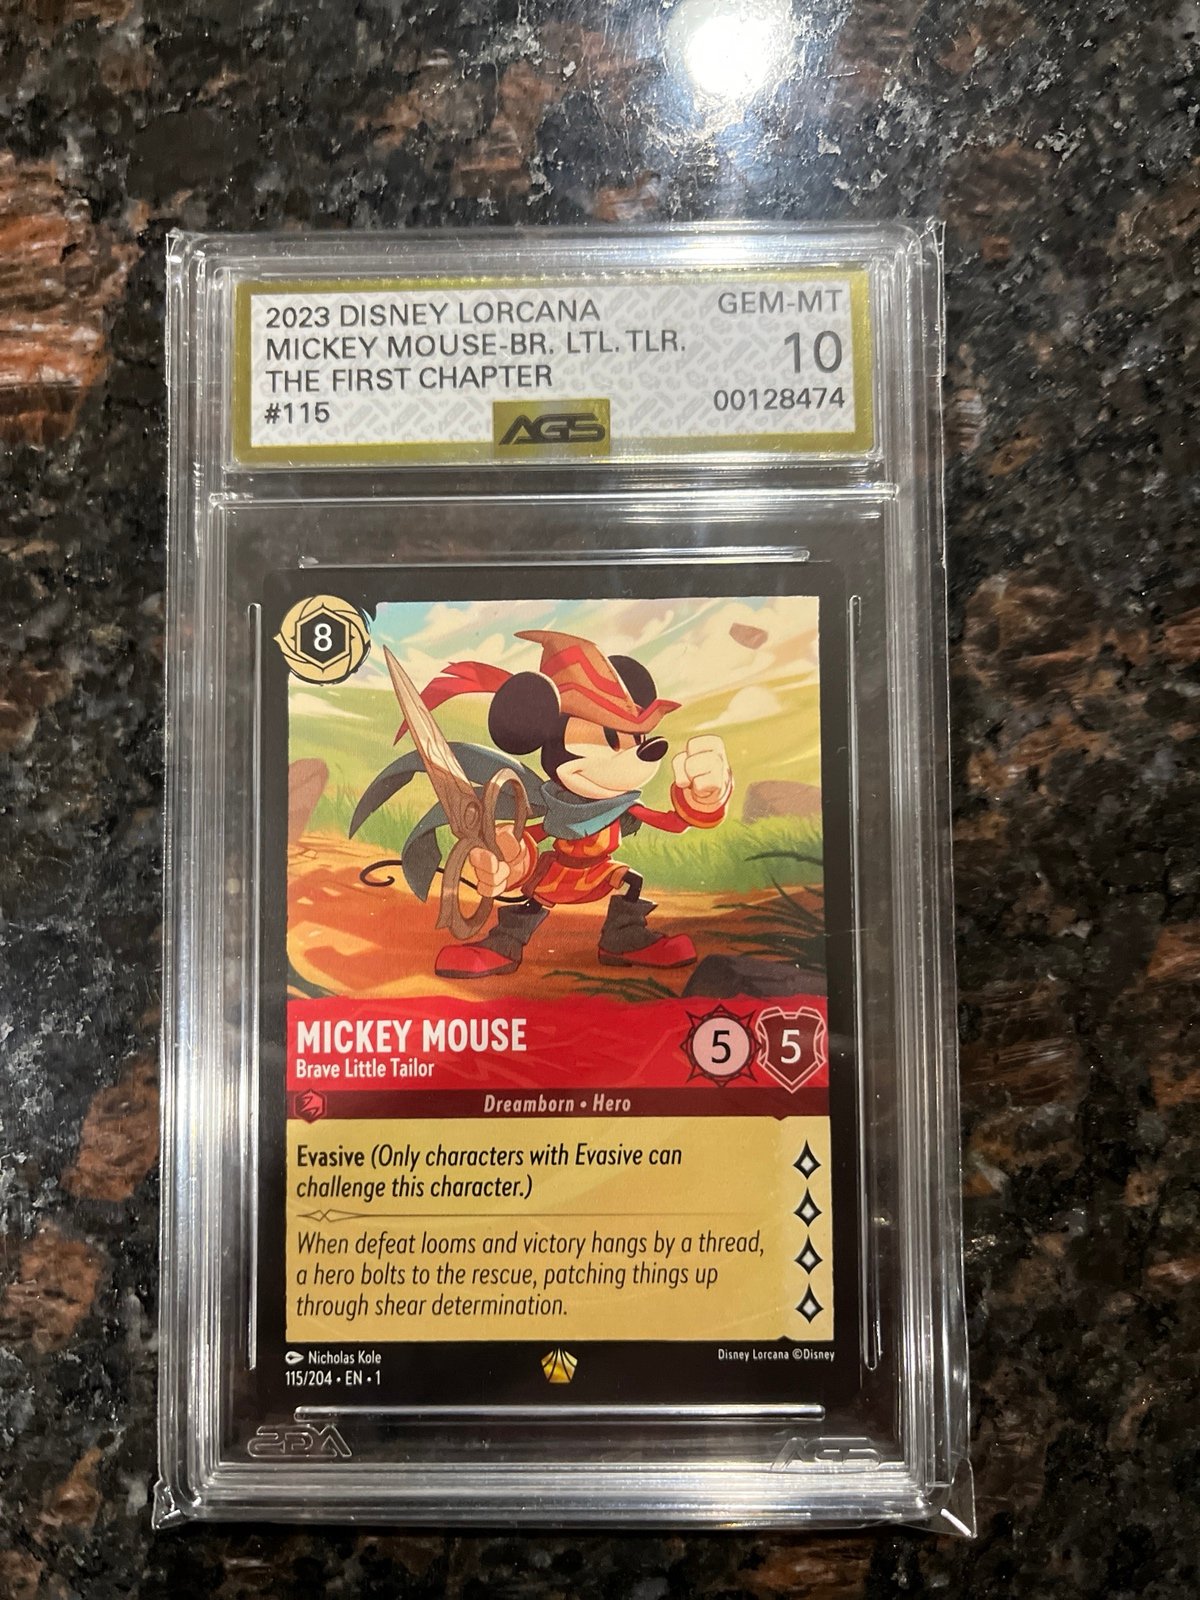 2023 DISNEY LORCANA
MICKEY MOUSE-BR. LTL. TLR.
THE FIRST CHAPTER
#115
GEM-MT
10
00128474
AGS
8
MICKEY MOUSE
Brave Little Tailor
5 5
Dreamborn • Hero
Evasive (Only characters with Evasive can
challenge this character.)
When defeat looms and victory hangs by a thread,
a hero bolts to the rescue, patching things up
through shear determination.
Nicholas Kole
115/204 • EN • 1
Disney Lorcana ©Disney
AGS
AGS